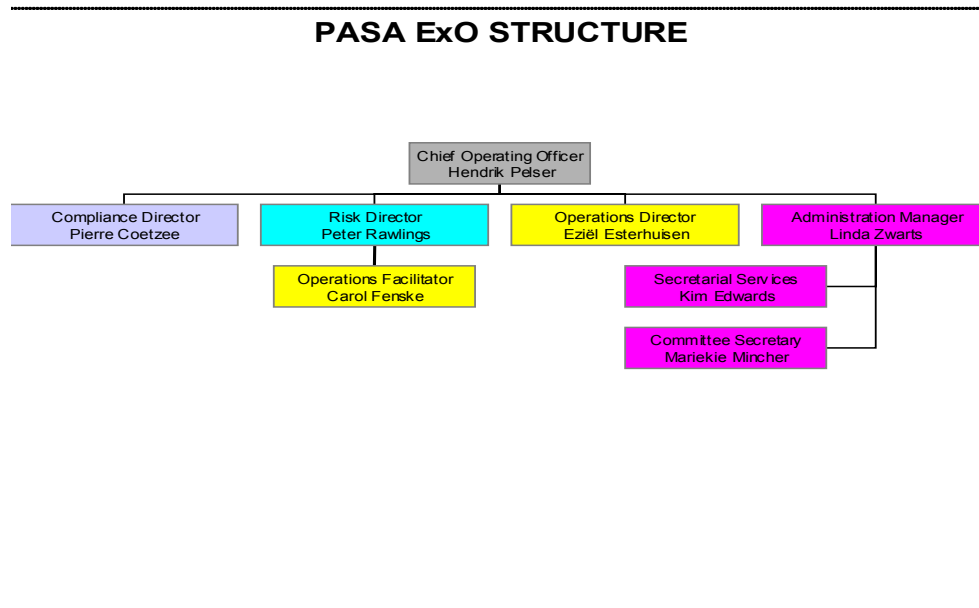 PASA ExO STRUCTURE
Chief Operating Officer
Hendrik Pelser
Compliance Director
Pierre Coetzee
Risk Director
Peter Rawlings
Operations Director
Eziël Esterhuisen
Administration Manager
Linda Zwarts
Operations Facilitator
Carol Fenske
Secretarial Services
Kim Edwards
Committee Secretary
Mariekie Mincher